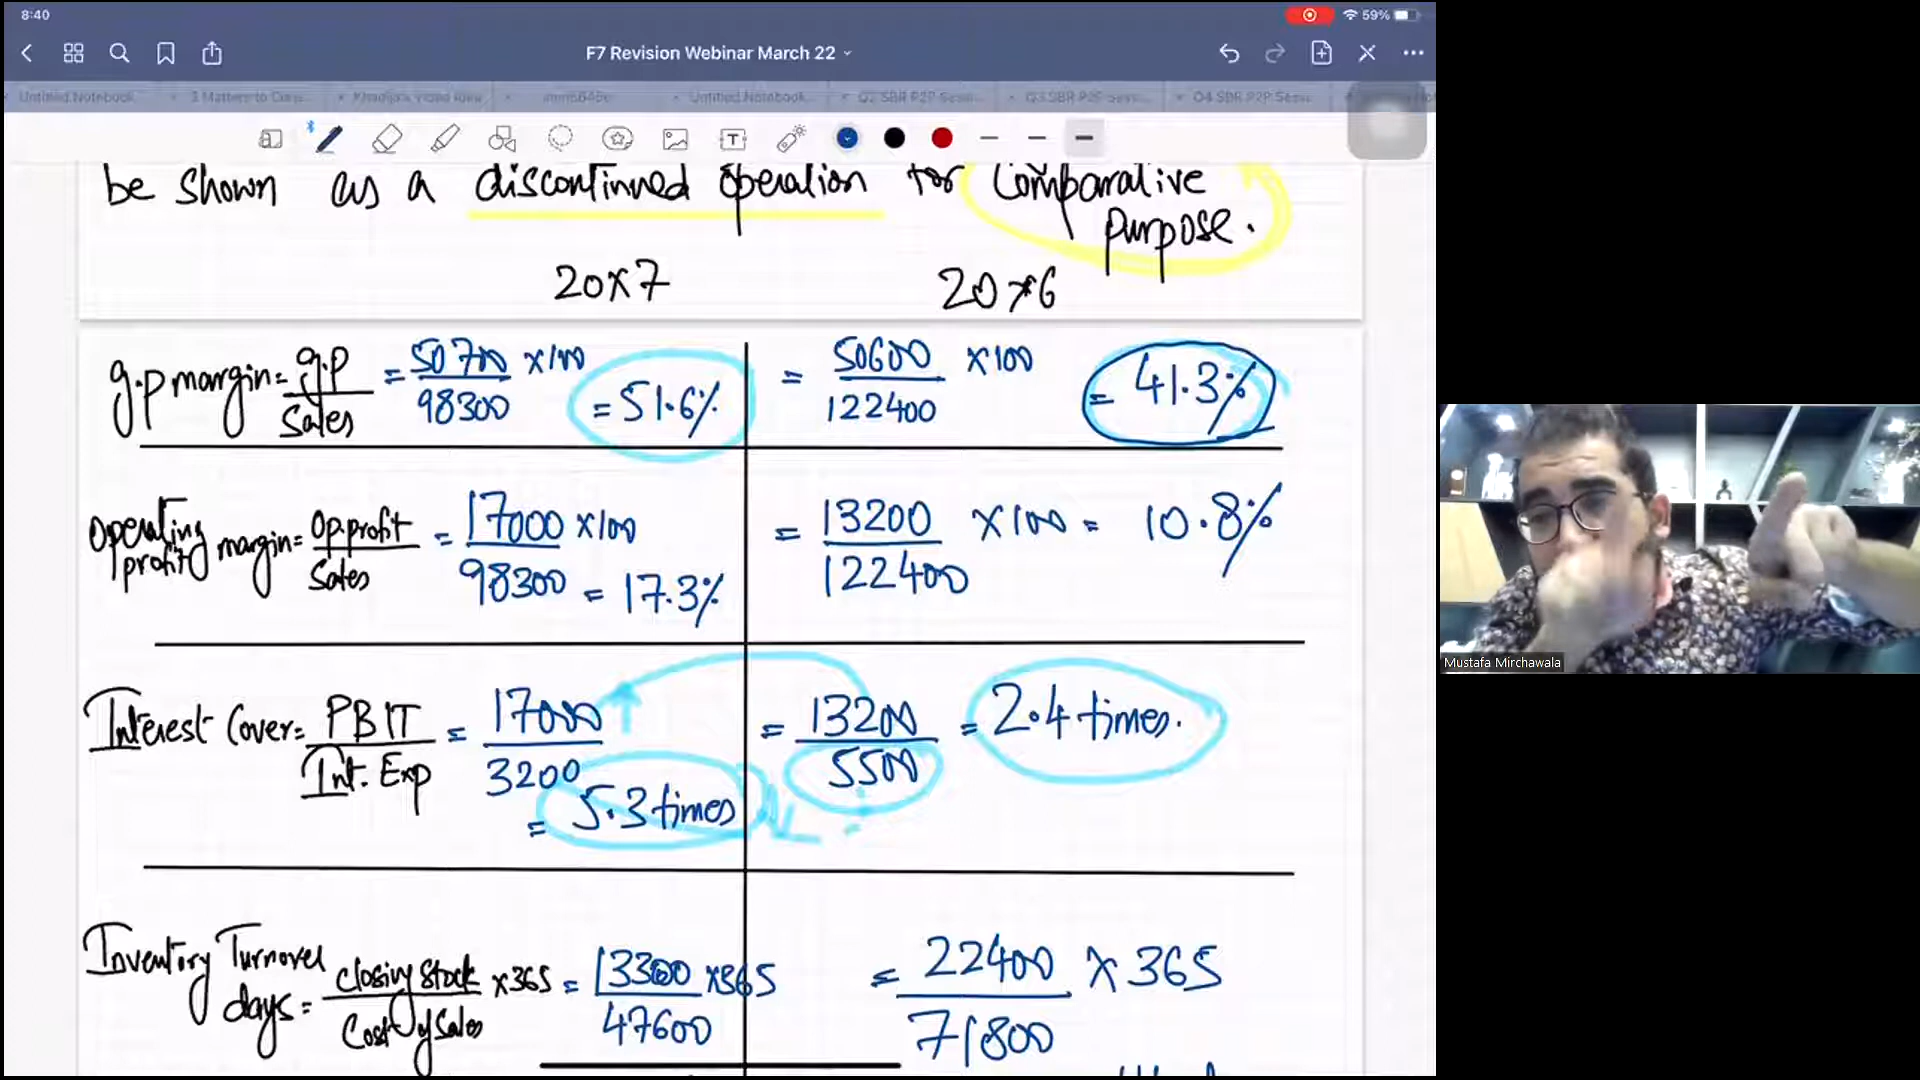 8:40
59%
F7 Revision Webinar March 22
Untitled Notebook
Untitled Notebook...
be shown as a discontinued operation for Comparative
purpose.
20x7 20x6
g.p margin = g.p / Sales = 50700 / 98300 x100 = 51.6% = 50600 / 122400 x100 = 41.3%
Operating profit margin = Op.profit / Sales = 17000 / 98300 x100 = 17.3% = 13200 / 122400 x100 = 10.8%
Interest Cover = PBIT / Int. Exp = 17000 / 3200 = 5.3 times = 13200 / 5500 = 2.4 times.
Inventory Turnover days = Closing Stock / Cost of Sales x365 = 13300 / 47600 x365 = 22400 / 71800 x 365
Mustafa Mirchawala